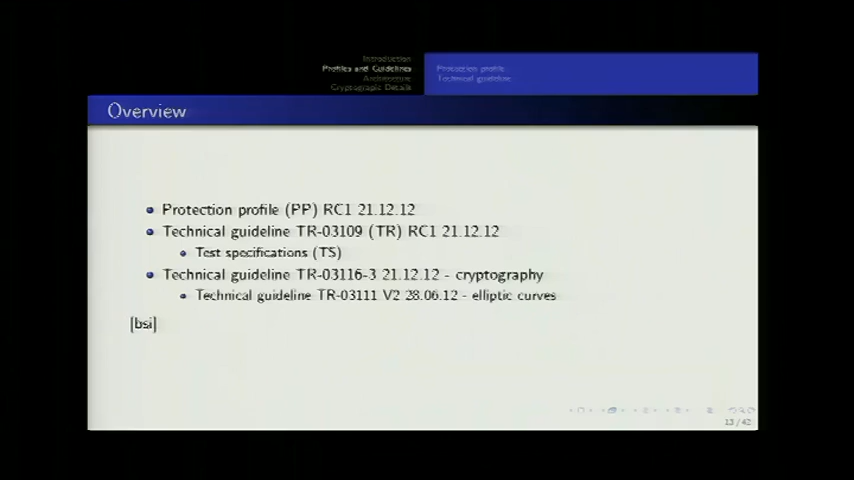 Introduction
Profiles and Guidelines
Architecture
Cryptograpic Details
Protection profile
Technical guideline
Overview
Protection profile (PP) RC1 21.12.12
Technical guideline TR-03109 (TR) RC1 21.12.12
Test specifications (TS)
Technical guideline TR-03116-3 21.12.12 - cryptography
Technical guideline TR-03111 V2 28.06.12 - elliptic curves
[bsi]
13 / 42